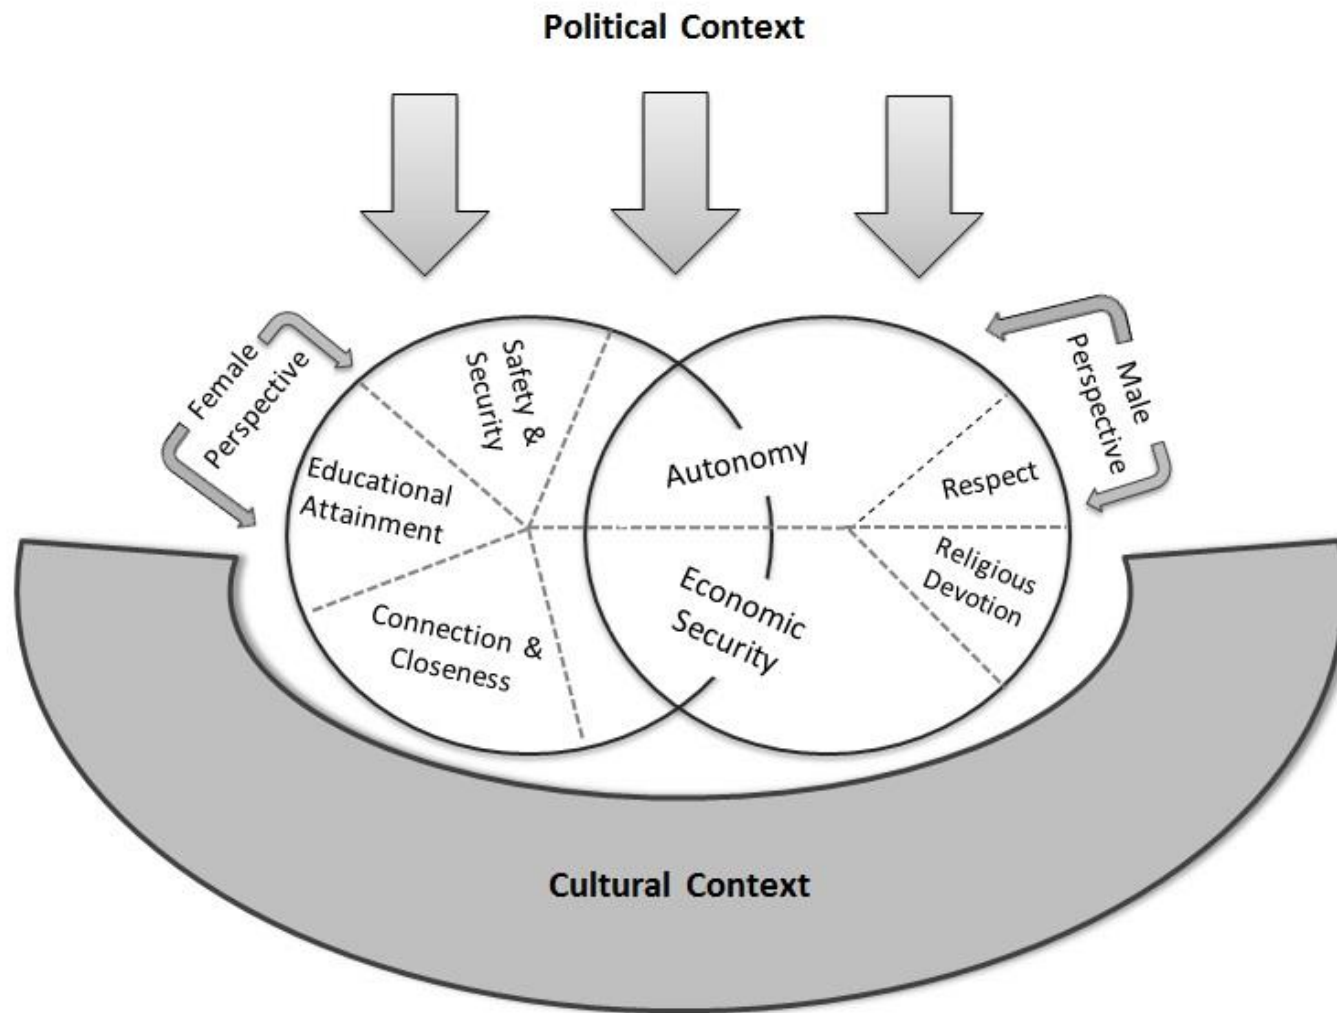 Political Context
Female
Perspective
Safety &
Security
Educational
Attainment
Connection &
Closeness
Autonomy
Economic
Security
Respect
Religious
Devotion
Male
Perspective
Cultural Context